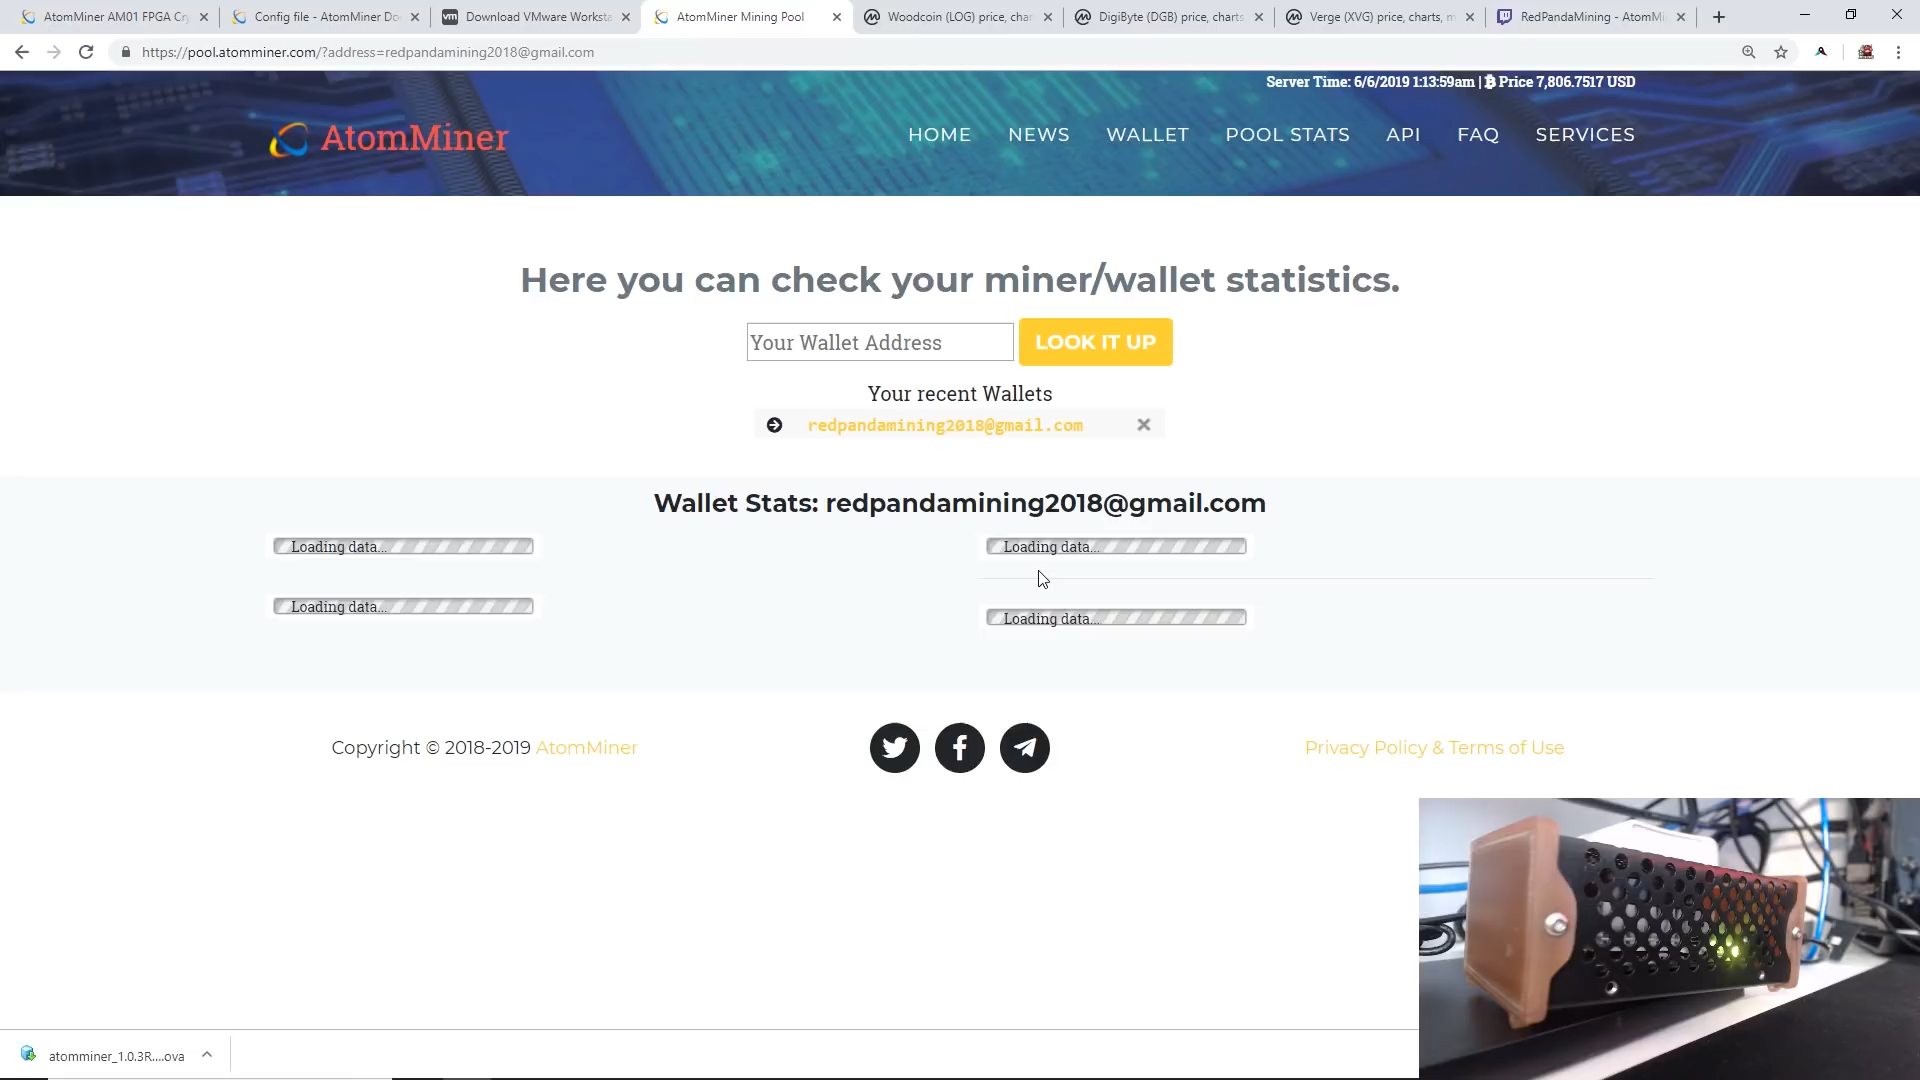 AtomMiner AM01 FPGA Cry
Config file - AtomMiner Do
Download VMware Worksta
AtomMiner Mining Pool
Woodcoin (LOG) price, char
DigiByte (DGB) price, charts
Verge (XVG) price, charts, m
RedPandaMining - AtomMi
https://pool.atomminer.com/?address=redpandamining2018@gmail.com
Server Time: 6/6/2019 1:13:59am | ₿ Price 7,806.7517 USD
AtomMiner
HOME NEWS WALLET POOL STATS API FAQ SERVICES
Here you can check your miner/wallet statistics.
Your Wallet Address
LOOK IT UP
Your recent Wallets
redpandamining2018@gmail.com
Wallet Stats: redpandamining2018@gmail.com
Loading data...
Loading data...
Loading data...
Loading data...
Copyright © 2018-2019 AtomMiner
Privacy Policy & Terms of Use
atomminer_1.0.3R....ova